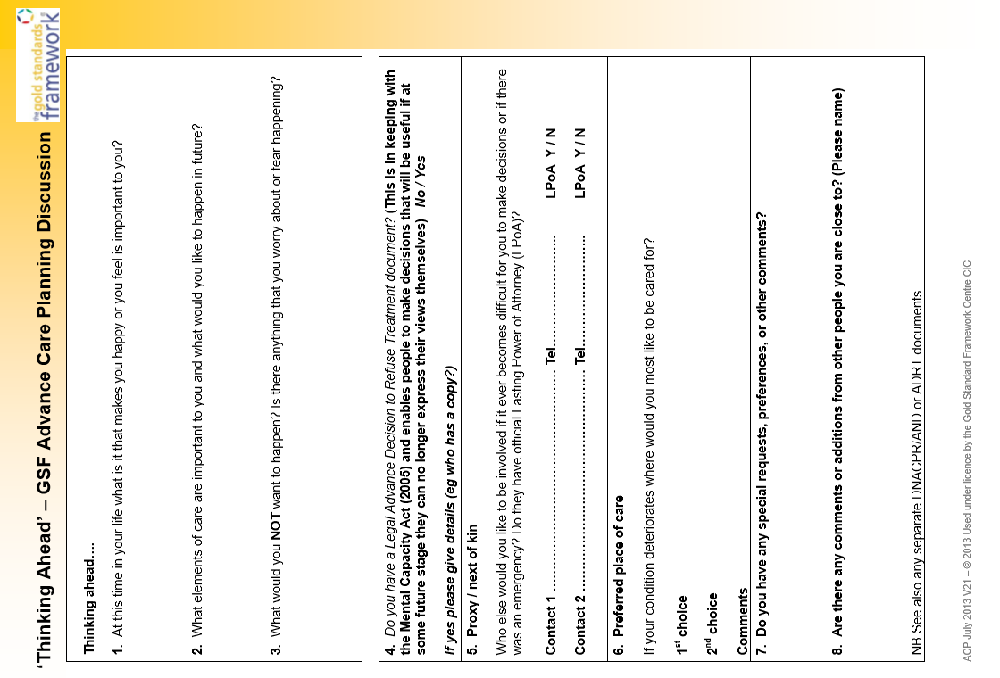 the gold standards
framework
‘Thinking Ahead’ – GSF Advance Care Planning Discussion
Thinking ahead….
1. At this time in your life what is it that makes you happy or you feel is important to you?
2. What elements of care are important to you and what would you like to happen in future?
3. What would you NOT want to happen? Is there anything that you worry about or fear happening?
4. Do you have a Legal Advance Decision to Refuse Treatment document? (This is in keeping with
the Mental Capacity Act (2005) and enables people to make decisions that will be useful if at
some future stage they can no longer express their views themselves) No / Yes
If yes please give details (eg who has a copy?)
5. Proxy / next of kin
Who else would you like to be involved if it ever becomes difficult for you to make decisions or if there
was an emergency? Do they have official Lasting Power of Attorney (LPoA)?
Contact 1 ........................................................ Tel............................ LPoA Y / N
Contact 2 ........................................................ Tel............................ LPoA Y / N
6. Preferred place of care
If your condition deteriorates where would you most like to be cared for?
1st choice
2nd choice
Comments
7. Do you have any special requests, preferences, or other comments?
8. Are there any comments or additions from other people you are close to? (Please name)
NB See also any separate DNACPR/AND or ADRT documents.
ACP July 2013 V21 – © 2013 Used under licence by the Gold Standard Framework Centre CIC